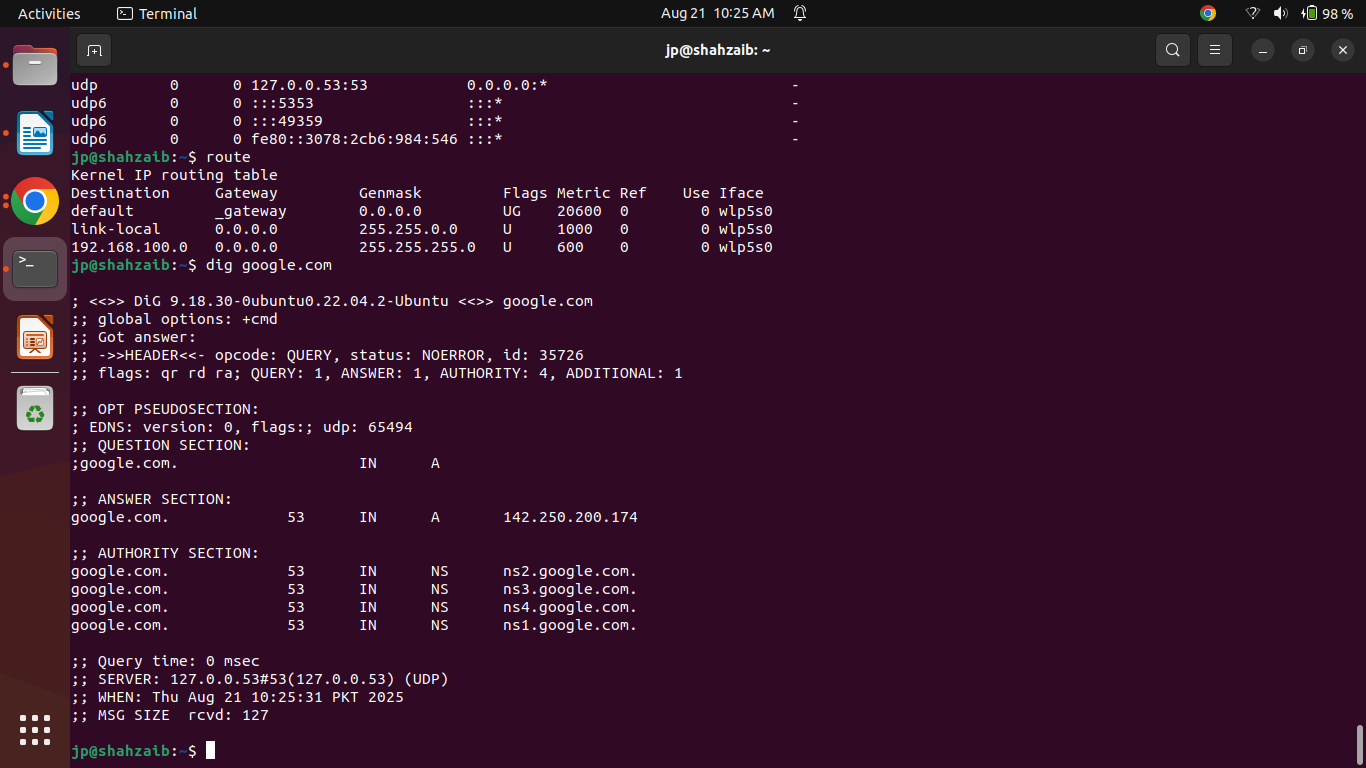 Activities Terminal Aug 21 10:25 AM 98 %
jp@shahzaib: ~
udp 0 0 127.0.0.53:53 0.0.0.0:* -
udp6 0 0 :::5353 :::* -
udp6 0 0 :::49359 :::* -
udp6 0 0 fe80::3078:2cb6:984:546 :::* -
jp@shahzaib:~$ route
Kernel IP routing table
Destination Gateway Genmask Flags Metric Ref Use Iface
default _gateway 0.0.0.0 UG 20600 0 0 wlp5s0
link-local 0.0.0.0 255.255.0.0 U 1000 0 0 wlp5s0
192.168.100.0 0.0.0.0 255.255.255.0 U 600 0 0 wlp5s0
jp@shahzaib:~$ dig google.com
; <<>> DiG 9.18.30-0ubuntu0.22.04.2-Ubuntu <<>> google.com
;; global options: +cmd
;; Got answer:
;; ->>HEADER<<- opcode: QUERY, status: NOERROR, id: 35726
;; flags: qr rd ra; QUERY: 1, ANSWER: 1, AUTHORITY: 4, ADDITIONAL: 1
;; OPT PSEUDOSECTION:
; EDNS: version: 0, flags:; udp: 65494
;; QUESTION SECTION:
;google.com. IN A
;; ANSWER SECTION:
google.com. 53 IN A 142.250.200.174
;; AUTHORITY SECTION:
google.com. 53 IN NS ns2.google.com.
google.com. 53 IN NS ns3.google.com.
google.com. 53 IN NS ns4.google.com.
google.com. 53 IN NS ns1.google.com.
;; Query time: 0 msec
;; SERVER: 127.0.0.53#53(127.0.0.53) (UDP)
;; WHEN: Thu Aug 21 10:25:31 PKT 2025
;; MSG SIZE rcvd: 127
jp@shahzaib:~$